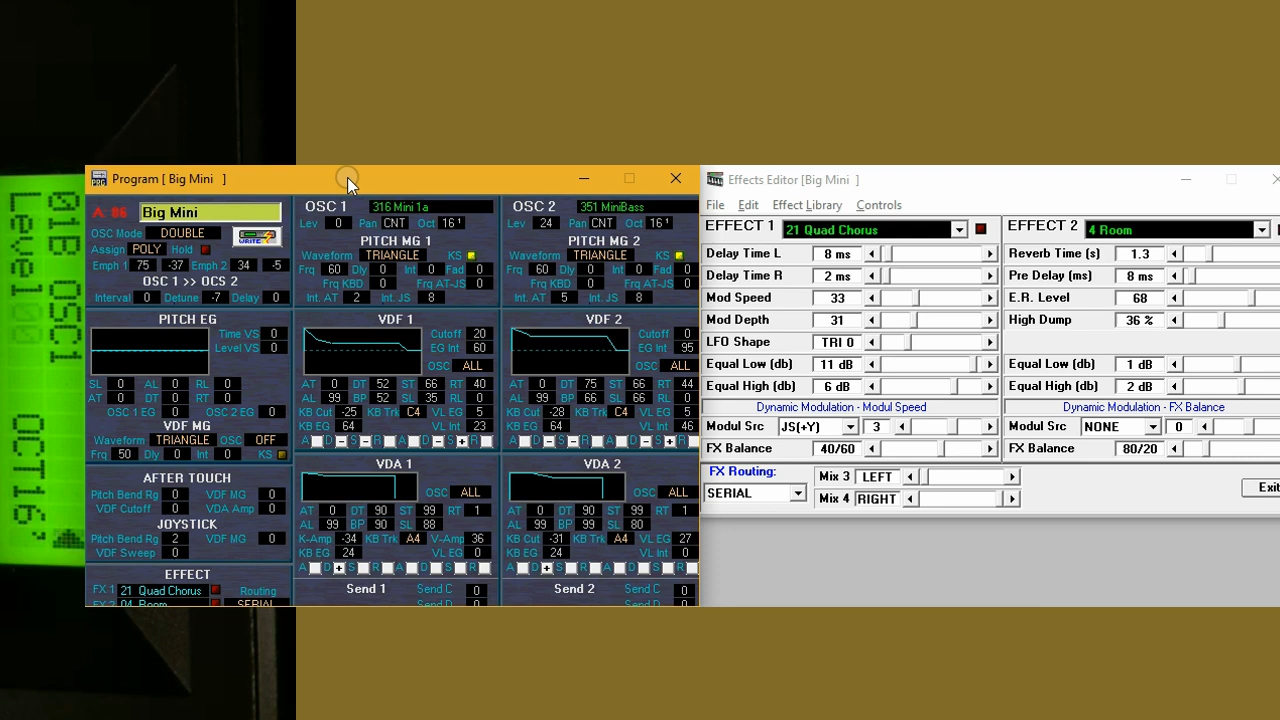 01B OSC1 OCT16'
Level00
Program [ Big Mini ]
A: 86 Big Mini
OSC Mode DOUBLE WRITE
Assign POLY Hold
Emph 1 75 -37 Emph 2 34 -5
OSC 1 >> OCS 2
Interval 0 Detune -7 Delay 0
PITCH EG
Time VS 0
Level VS 0
SL 0 AL 0 RL 0
AT 0 DT 0 RT 0
OSC 1 EG 0 OSC 2 EG 0
VDF MG
Waveform TRIANGLE OSC OFF
Frq 50 Dly 0 Int 0 KS
AFTER TOUCH
Pitch Bend Rg 0 VDF MG 0
VDF Cutoff 0 VDA Amp 0
JOYSTICK
Pitch Bend Rg 2 VDF MG 0
VDF Sweep 0
EFFECT
FX 1 21 Quad Chorus Routing
FX 2 04 Room SERIAL
OSC 1 316 Mini 1a
Lev 0 Pan CNT Oct 16'
PITCH MG 1
Waveform TRIANGLE KS
Frq 60 Dly 0 Int 0 Fad 0
Frq KBD 0 Frq AT-JS 0
Int. AT 2 Int. JS 8
VDF 1
Cutoff 20
EG Int 60
OSC ALL
AT 0 DT 52 ST 66 RT 40
AL 99 BP 66 SL 35 RL 0
KB Cut -25 KB Trk C4 VL EG 5
KB EG 64 VL Int 23
A D - S - R A D - S + R
VDA 1
OSC ALL
AT 0 DT 90 ST 99 RT 1
AL 99 BP 90 SL 88
K-Amp -34 KB Trk A4 V-Amp 36
KB EG 24 VL EG 0
A D + S R A D S R
Send 1 Send C 0
Send D 0
OSC 2 351 MiniBass
Lev 24 Pan CNT Oct 16'
PITCH MG 2
Waveform TRIANGLE KS
Frq 60 Dly 0 Int 0 Fad 0
Frq KBD 0 Frq AT-JS 0
Int. AT 5 Int. JS 8
VDF 2
Cutoff 0
EG Int 95
OSC ALL
AT 0 DT 75 ST 66 RT 44
AL 99 BP 66 SL 66 RL 0
KB Cut -28 KB Trk C4 VL EG 5
KB EG 64 VL Int 46
A D - S - R A D - S + R
VDA 2
OSC ALL
AT 0 DT 90 ST 99 RT 1
AL 99 BP 99 SL 80
KB Cut -31 KB Trk A4 VL EG 27
KB EG 24 VL Int 0
A D + S R A D S R
Send 2 Send C 0
Send D 0
Effects Editor [Big Mini ]
File Edit Effect Library Controls
EFFECT 1 21 Quad Chorus
Delay Time L 8 ms
Delay Time R 2 ms
Mod Speed 33
Mod Depth 31
LFO Shape TRI 0
Equal Low (db) 11 dB
Equal High (db) 6 dB
Dynamic Modulation - Modul Speed
Modul Src JS(+Y) 3
FX Balance 40/60
FX Routing:
SERIAL
Mix 3 LEFT
Mix 4 RIGHT
EFFECT 2 4 Room
Reverb Time (s) 1.3
Pre Delay (ms) 8 ms
E.R. Level 68
High Dump 36 %
Equal Low (db) 1 dB
Equal High (db) 2 dB
Dynamic Modulation - FX Balance
Modul Src NONE 0
FX Balance 80/20
Exit